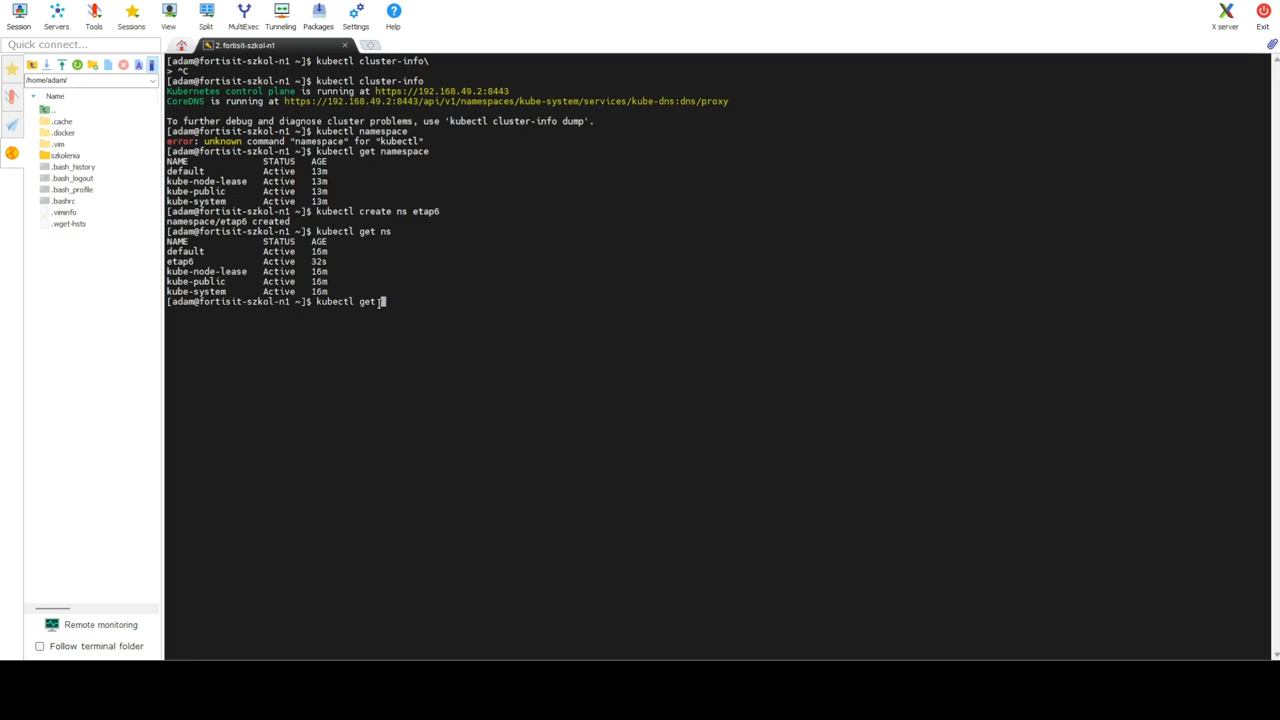 Session Servers Tools Sessions View Split MultiExec Tunneling Packages Settings Help X server Exit
Quick connect...
2. fortisit-szkol-n1
/home/adam/
Name
..
.cache
.docker
.vim
szkolenia
.bash_history
.bash_logout
.bash_profile
.bashrc
.viminfo
.wget-hsts
Remote monitoring
Follow terminal folder
[adam@fortisit-szkol-n1 ~]$ kubectl cluster-info\
> ^C
[adam@fortisit-szkol-n1 ~]$ kubectl cluster-info
Kubernetes control plane is running at https://192.168.49.2:8443
CoreDNS is running at https://192.168.49.2:8443/api/v1/namespaces/kube-system/services/kube-dns:dns/proxy
To further debug and diagnose cluster problems, use 'kubectl cluster-info dump'.
[adam@fortisit-szkol-n1 ~]$ kubectl namespace
error: unknown command "namespace" for "kubectl"
[adam@fortisit-szkol-n1 ~]$ kubectl get namespace
NAME STATUS AGE
default Active 13m
kube-node-lease Active 13m
kube-public Active 13m
kube-system Active 13m
[adam@fortisit-szkol-n1 ~]$ kubectl create ns etap6
namespace/etap6 created
[adam@fortisit-szkol-n1 ~]$ kubectl get ns
NAME STATUS AGE
default Active 16m
etap6 Active 32s
kube-node-lease Active 16m
kube-public Active 16m
kube-system Active 16m
[adam@fortisit-szkol-n1 ~]$ kubectl get